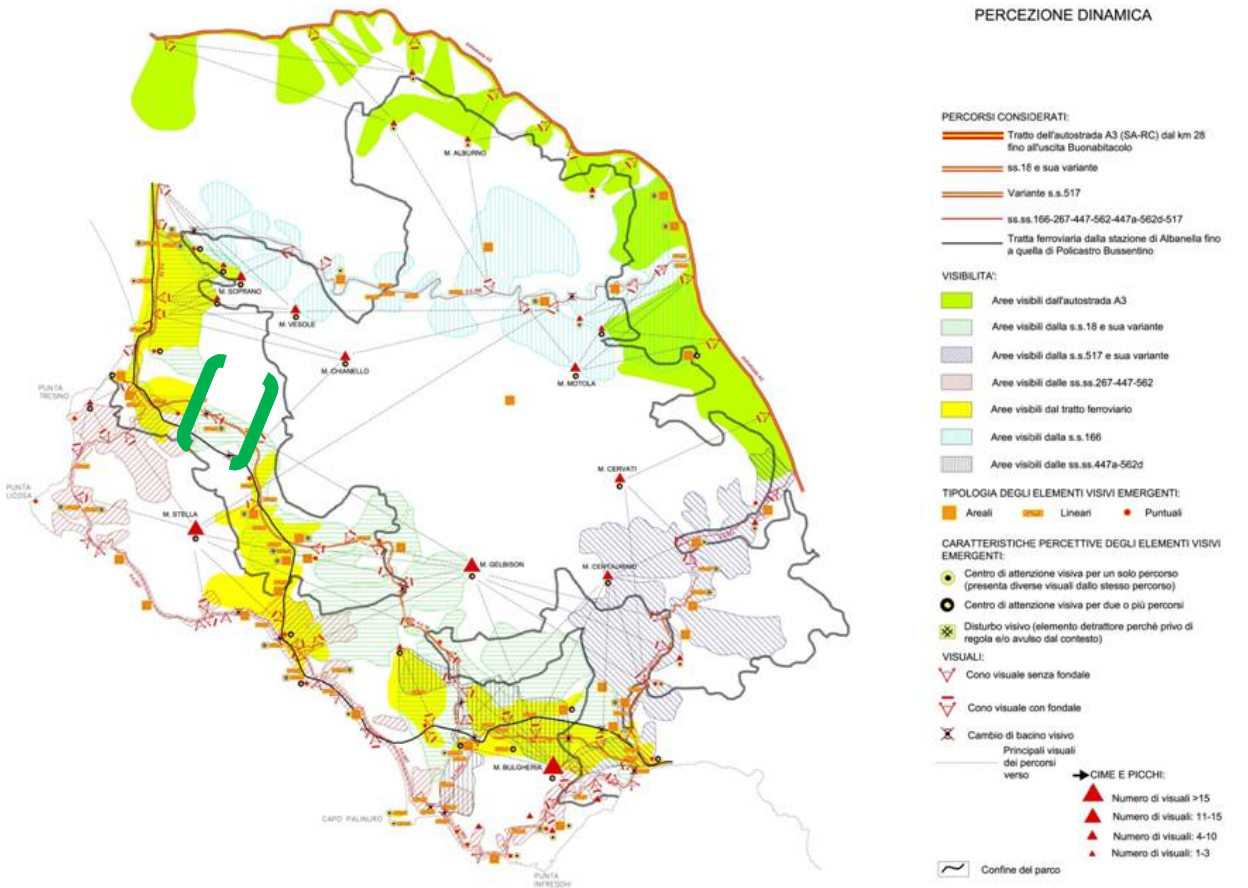 PERCEZIONE DINAMICA
PERCORSI CONSIDERATI:
Tratto dell'autostrada A3 (SA-RC) dal km 28
fino all'uscita Buonabitacolo
ss.18 e sua variante
Variante s.s.517
ss.ss.166-267-447-562-447a-562d-517
Tratta ferroviaria dalla stazione di Albanella fino
a quella di Policastro Bussentino
VISIBILITA':
Aree visibili dall'autostrada A3
Aree visibili dalla s.s.18 e sua variante
Aree visibili dalla s.s.517 e sua variante
Aree visibili dalle ss.ss.267-447-562
Aree visibili dal tratto ferroviario
Aree visibili dalla s.s.166
Aree visibili dalle ss.ss.447a-562d
TIPOLOGIA DEGLI ELEMENTI VISIVI EMERGENTI:
Areali
Lineari
Puntuali
CARATTERISTICHE PERCETTIVE DEGLI ELEMENTI VISIVI
EMERGENTI:
Centro di attenzione visiva per un solo percorso
(presenta diverse visuali dallo stesso percorso)
Centro di attenzione visiva per due o più percorsi
Disturbo visivo (elemento detrattore perchè privo di
regola e/o avulso dal contesto)
VISUALI:
Cono visuale senza fondale
Cono visuale con fondale
Cambio di bacino visivo
Principali visuali
dei percorsi
verso
CIME E PICCHI:
Numero di visuali >15
Numero di visuali: 11-15
Numero di visuali: 4-10
Numero di visuali: 1-3
Confine del parco
M. ALBURNO
M. SOPRANO
M. VESOLE
M. CHIANELLO
M. MOTOLA
PUNTA
TRESINO
PUNTA
LICOSA
M. STELLA
M. CERVATI
M. GELBISON
M. CENTAURINO
M. BULGHERIA
CAPO PALINURO
PUNTA
INFRESCHI